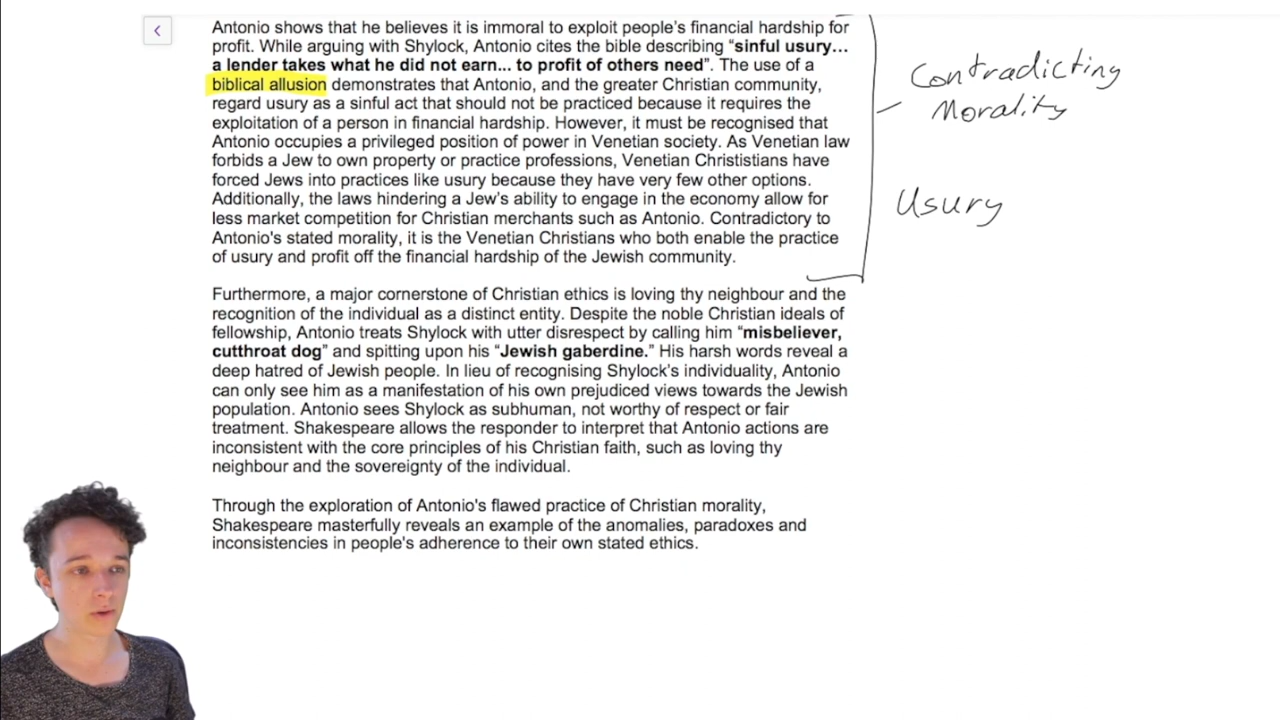 Antonio shows that he believes it is immoral to exploit people's financial hardship for
profit. While arguing with Shylock, Antonio cites the bible describing “sinful usury...
a lender takes what he did not earn... to profit of others need”. The use of a
biblical allusion demonstrates that Antonio, and the greater Christian community,
regard usury as a sinful act that should not be practiced because it requires the
exploitation of a person in financial hardship. However, it must be recognised that
Antonio occupies a privileged position of power in Venetian society. As Venetian law
forbids a Jew to own property or practice professions, Venetian Christistians have
forced Jews into practices like usury because they have very few other options.
Additionally, the laws hindering a Jew's ability to engage in the economy allow for
less market competition for Christian merchants such as Antonio. Contradictory to
Antonio's stated morality, it is the Venetian Christians who both enable the practice
of usury and profit off the financial hardship of the Jewish community.
Contradicting
Morality
Usury
Furthermore, a major cornerstone of Christian ethics is loving thy neighbour and the
recognition of the individual as a distinct entity. Despite the noble Christian ideals of
fellowship, Antonio treats Shylock with utter disrespect by calling him “misbeliever,
cutthroat dog” and spitting upon his “Jewish gaberdine.” His harsh words reveal a
deep hatred of Jewish people. In lieu of recognising Shylock's individuality, Antonio
can only see him as a manifestation of his own prejudiced views towards the Jewish
population. Antonio sees Shylock as subhuman, not worthy of respect or fair
treatment. Shakespeare allows the responder to interpret that Antonio actions are
inconsistent with the core principles of his Christian faith, such as loving thy
neighbour and the sovereignty of the individual.
Through the exploration of Antonio's flawed practice of Christian morality,
Shakespeare masterfully reveals an example of the anomalies, paradoxes and
inconsistencies in people's adherence to their own stated ethics.